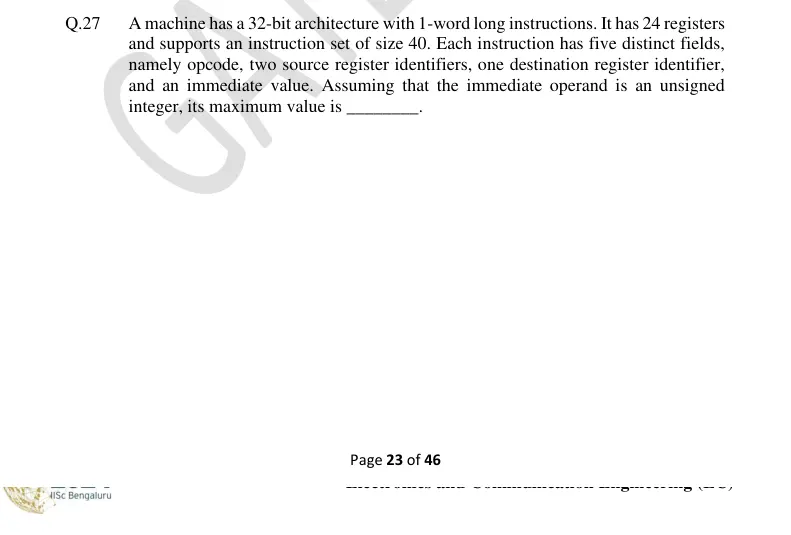 Q.27 A machine has a 32-bit architecture with 1-word long instructions. It has 24 registers
and supports an instruction set of size 40. Each instruction has five distinct fields,
namely opcode, two source register identifiers, one destination register identifier,
and an immediate value. Assuming that the immediate operand is an unsigned
integer, its maximum value is ________.
Page 23 of 46
IISc Bengaluru